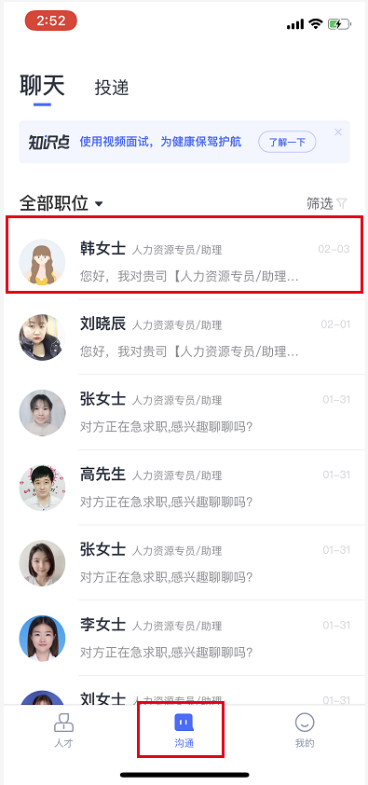 2:52
聊天 投递
知识点 使用视频面试，为健康保驾护航 了解一下
全部职位 筛选
韩女士 人力资源专员/助理 02-03
您好，我对贵司【人力资源专员/助理...
刘晓辰 人力资源专员/助理 02-01
您好，我对贵司【人力资源专员/助理...
张女士 人力资源专员/助理 01-31
对方正在急求职,感兴趣聊聊吗?
高先生 人力资源专员/助理 01-31
对方正在急求职,感兴趣聊聊吗?
张女士 人力资源专员/助理 01-31
对方正在急求职,感兴趣聊聊吗?
李女士 人力资源专员/助理 01-31
对方正在急求职,感兴趣聊聊吗?
刘女士 人力资源专员/助理 01-31
人才 沟通 我的